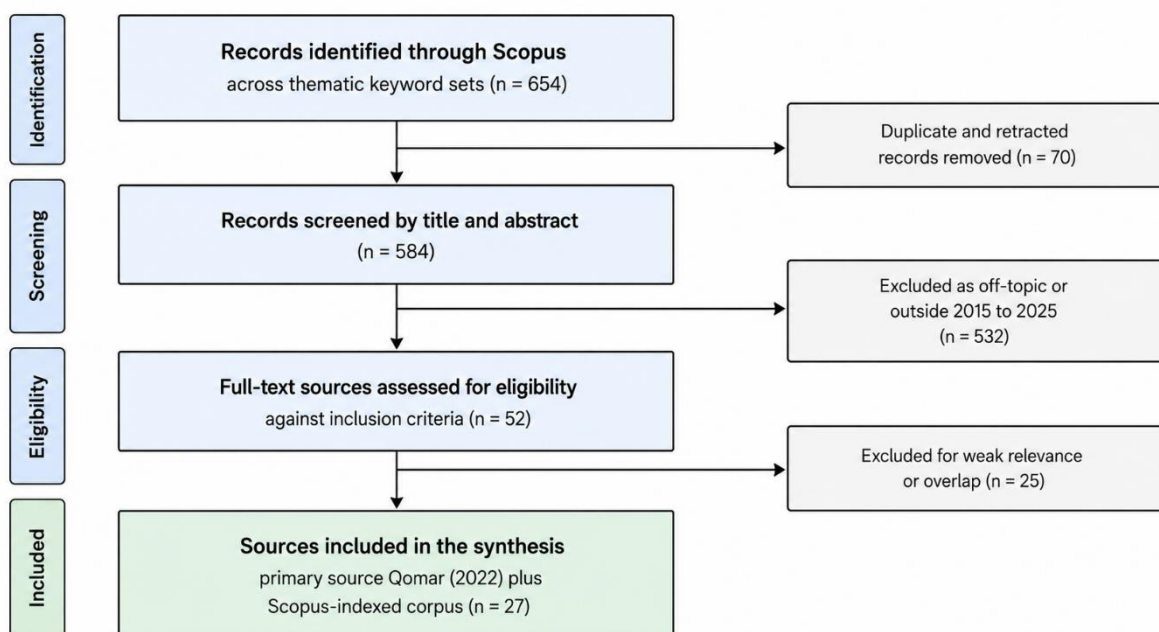 Identification
Records identified through Scopus
across thematic keyword sets (n = 654)
Duplicate and retracted
records removed (n = 70)
Screening
Records screened by title and abstract
(n = 584)
Excluded as off-topic or
outside 2015 to 2025
(n = 532)
Eligibility
Full-text sources assessed for eligibility
against inclusion criteria (n = 52)
Excluded for weak relevance
or overlap (n = 25)
Included
Sources included in the synthesis
primary source Qomar (2022) plus
Scopus-indexed corpus (n = 27)